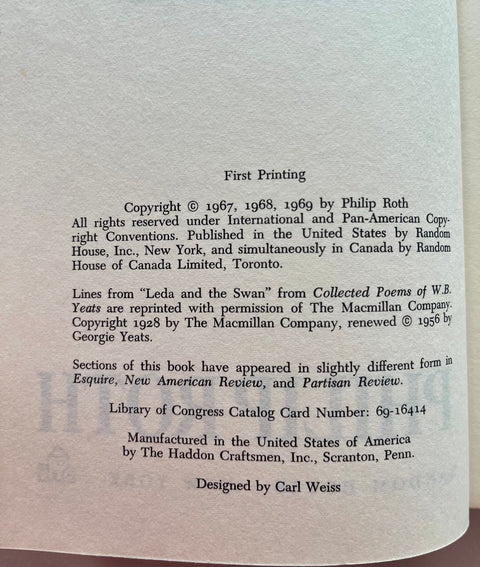 First Printing
Copyright © 1967, 1968, 1969 by Philip Roth
All rights reserved under International and Pan-American Copy-
right Conventions. Published in the United States by Random
House, Inc., New York, and simultaneously in Canada by Random
House of Canada Limited, Toronto.
Lines from "Leda and the Swan" from Collected Poems of W.B.
Yeats are reprinted with permission of The Macmillan Company.
Copyright 1928 by The Macmillan Company, renewed © 1956 by
Georgie Yeats.
Sections of this book have appeared in slightly different form in
Esquire, New American Review, and Partisan Review.
Library of Congress Catalog Card Number: 69-16414
Manufactured in the United States of America
by The Haddon Craftsmen, Inc., Scranton, Penn.
Designed by Carl Weiss